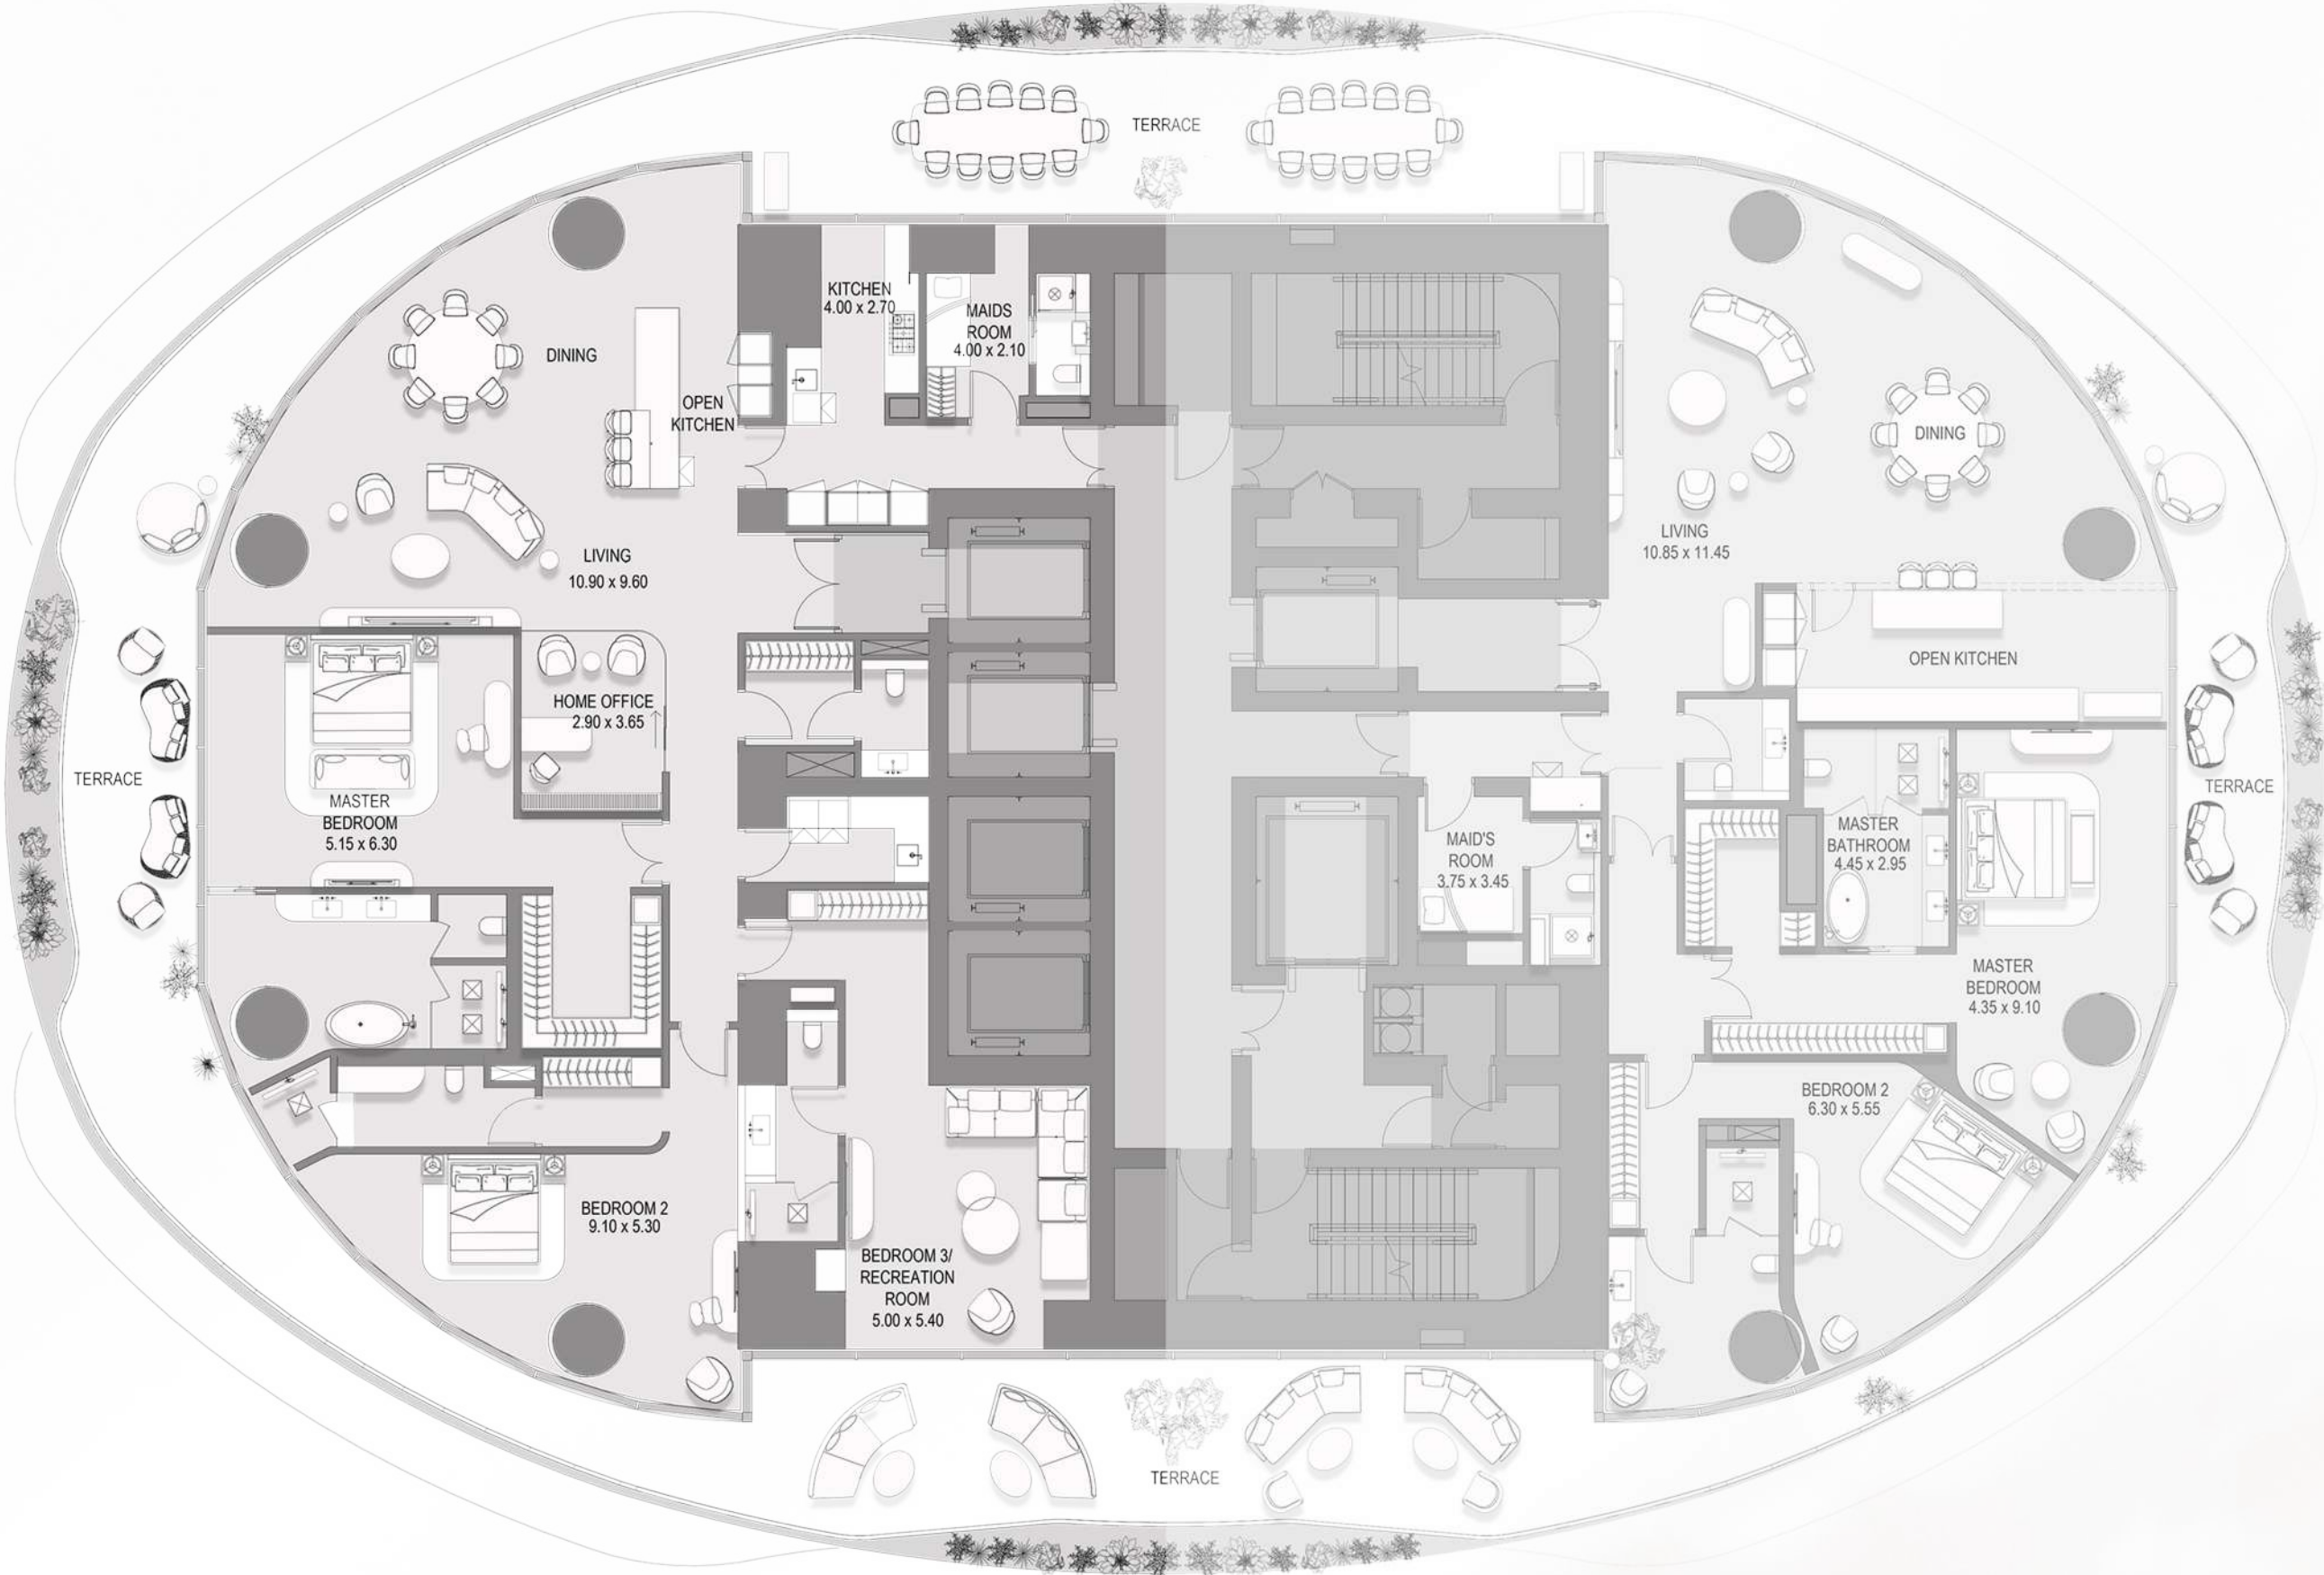 TERRACE
KITCHEN
4.00 x 2.70
MAIDS
ROOM
4.00 x 2.10
DINING
OPEN
KITCHEN
LIVING
10.90 x 9.60
HOME OFFICE
2.90 x 3.65
TERRACE
MASTER
BEDROOM
5.15 x 6.30
BEDROOM 2
9.10 x 5.30
BEDROOM 3/
RECREATION
ROOM
5.00 x 5.40
DINING
LIVING
10.85 x 11.45
OPEN KITCHEN
TERRACE
MAID'S
ROOM
3.75 x 3.45
MASTER
BATHROOM
4.45 x 2.95
MASTER
BEDROOM
4.35 x 9.10
BEDROOM 2
6.30 x 5.55
TERRACE